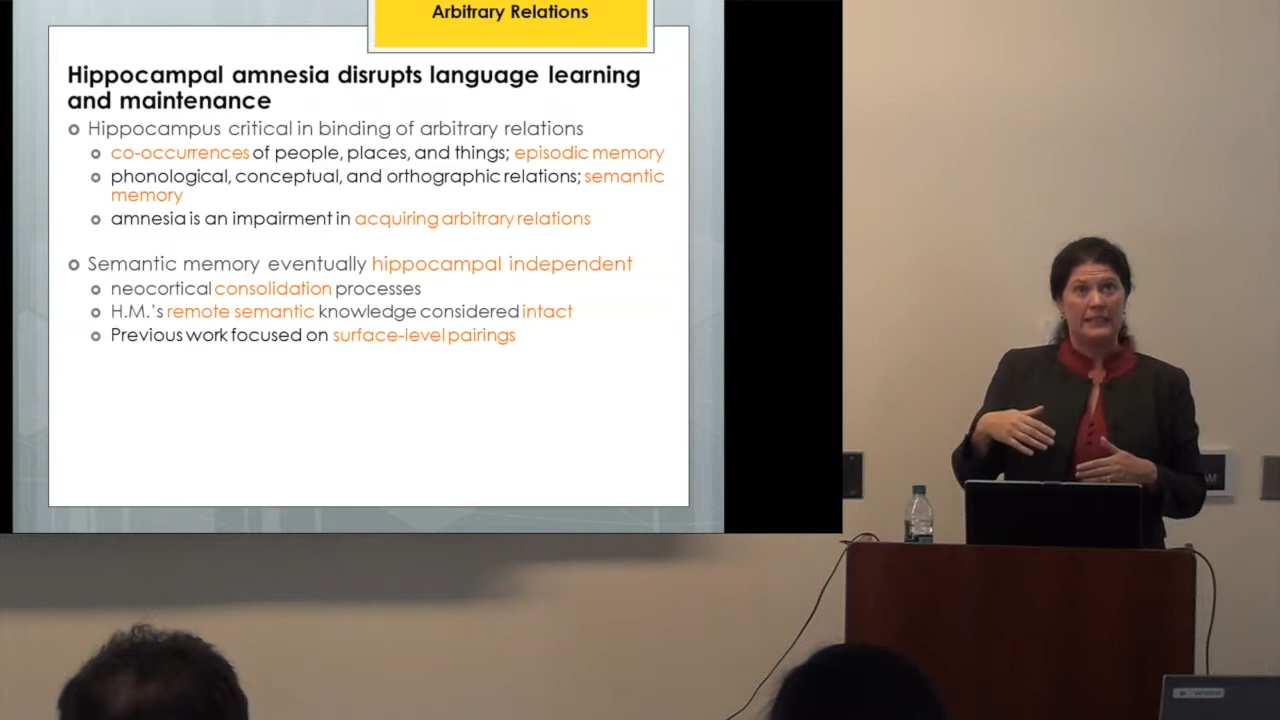 Arbitrary Relations
Hippocampal amnesia disrupts language learning
and maintenance
Hippocampus critical in binding of arbitrary relations
co-occurrences of people, places, and things; episodic memory
phonological, conceptual, and orthographic relations; semantic
memory
amnesia is an impairment in acquiring arbitrary relations
Semantic memory eventually hippocampal independent
neocortical consolidation processes
H.M.'s remote semantic knowledge considered intact
Previous work focused on surface-level pairings